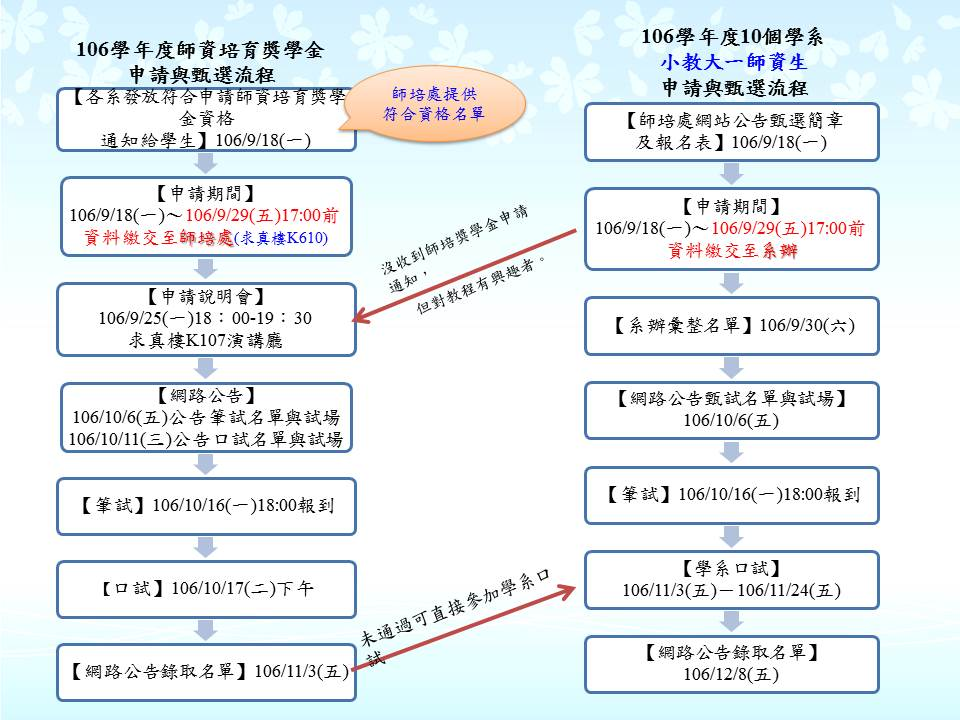 106學年度師資培育獎學金
申請與甄選流程
【各系發放符合申請師資培育獎學
金資格
通知給學生】106/9/18(一)
師培處提供
符合資格名單
【申請期間】
106/9/18(一)～106/9/29(五)17:00前
資料繳交至師培處(求真樓K610)
【申請說明會】
106/9/25(一)18：00-19：30
求真樓K107演講廳
【網路公告】
106/10/6(五)公告筆試名單與試場
106/10/11(三)公告口試名單與試場
【筆試】106/10/16(一)18:00報到
【口試】106/10/17(二)下午
【網路公告錄取名單】106/11/3(五)
沒收到師培獎學金申請
通知，
但對教程有興趣者。
未通過可直接參加學系口
試
106學年度10個學系
小教大一師資生
申請與甄選流程
【師培處網站公告甄選簡章
及報名表】106/9/18(一)
【申請期間】
106/9/18(一)～106/9/29(五)17:00前
資料繳交至系辦
【系辦彙整名單】106/9/30(六)
【網路公告甄試名單與試場】
106/10/6(五)
【筆試】106/10/16(一)18:00報到
【學系口試】
106/11/3(五)－106/11/24(五)
【網路公告錄取名單】
106/12/8(五)